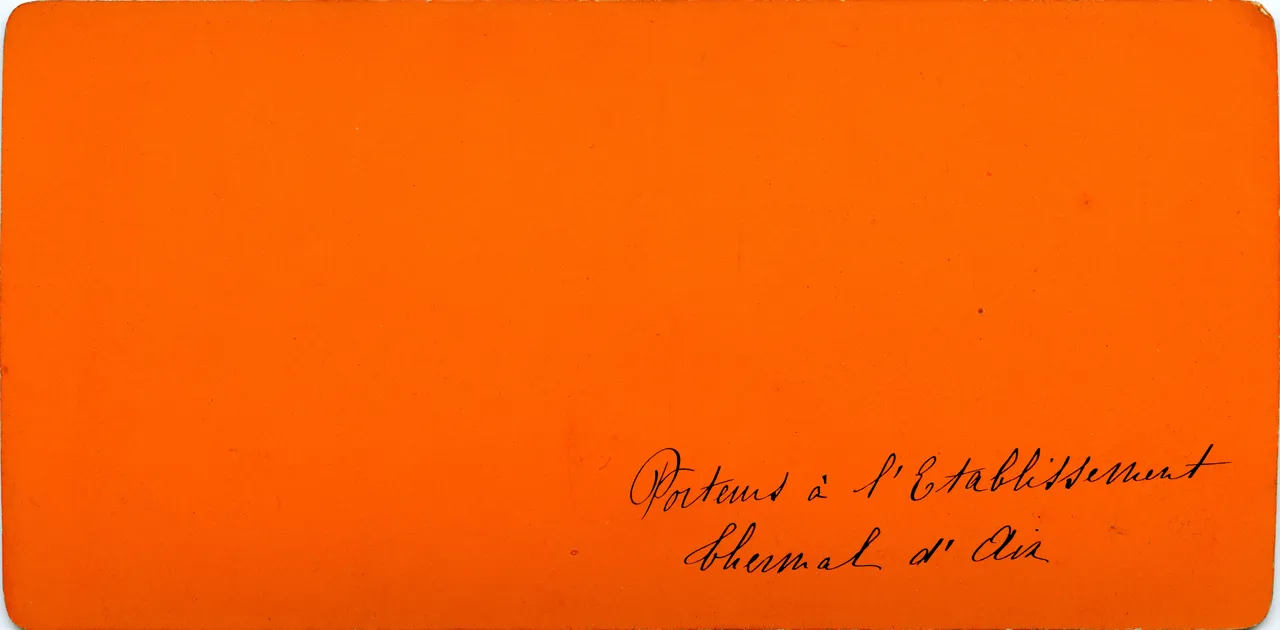 Porteurs à l'Etablissement
Thermal d'Aix